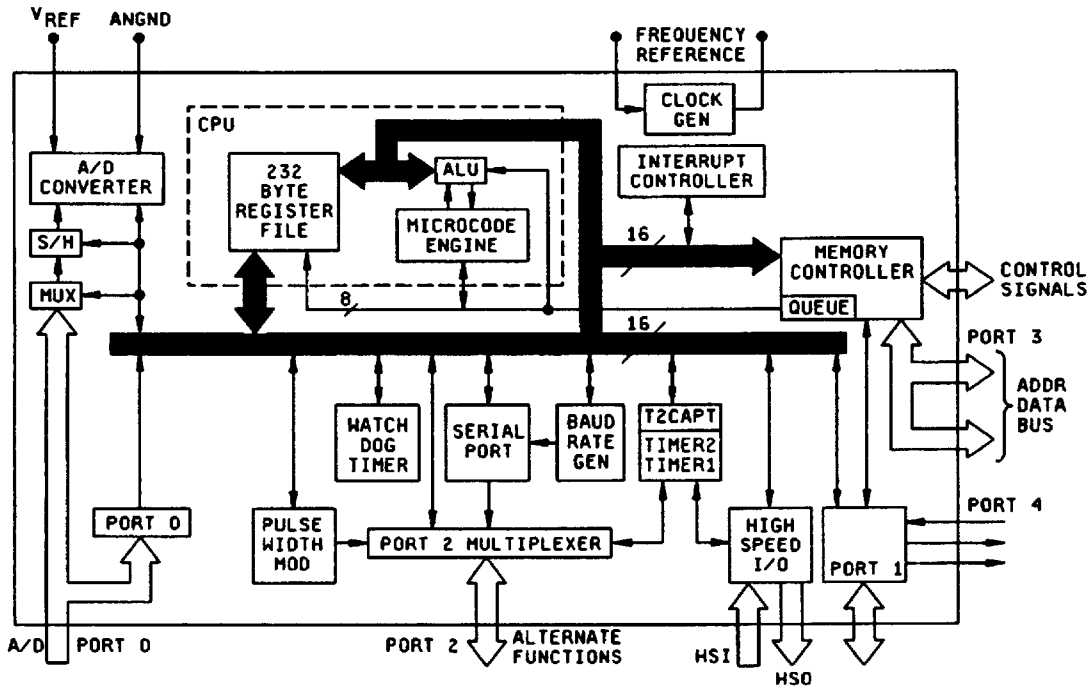 VREF
ANGND
FREQUENCY
REFERENCE
CLOCK
GEN
CPU
A/D
CONVERTER
232
BYTE
REGISTER
FILE
ALU
MICROCODE
ENGINE
INTERRUPT
CONTROLLER
S/H
MUX
16
MEMORY
CONTROLLER
QUEUE
CONTROL
SIGNALS
8
16
PORT 3
ADDR
DATA
BUS
WATCH
DOG
TIMER
SERIAL
PORT
BAUD
RATE
GEN
T2CAPT
TIMER2
TIMER1
PORT 4
PORT 0
PULSE
WIDTH
MOD
PORT 2 MULTIPLEXER
HIGH
SPEED
I/O
PORT 1
A/D
PORT 0
PORT 2
ALTERNATE
FUNCTIONS
HSI
HSO